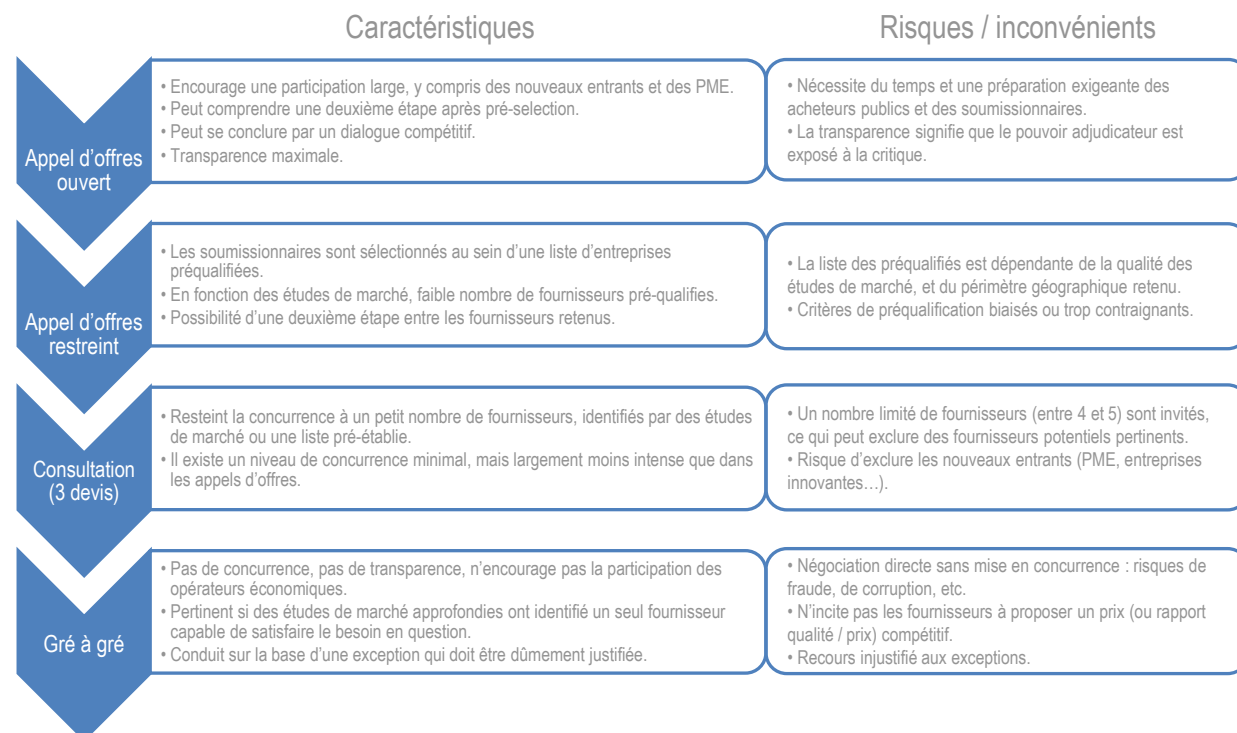 Caractéristiques
Risques / inconvénients
Appel d’offres
ouvert
• Encourage une participation large, y compris des nouveaux entrants et des PME.
• Peut comprendre une deuxième étape après pré-selection.
• Peut se conclure par un dialogue compétitif.
• Transparence maximale.
• Nécessite du temps et une préparation exigeante des
acheteurs publics et des soumissionnaires.
• La transparence signifie que le pouvoir adjudicateur est
exposé à la critique.
Appel d’offres
restreint
• Les soumissionnaires sont sélectionnés au sein d’une liste d’entreprises
préqualifiées.
• En fonction des études de marché, faible nombre de fournisseurs pré-qualifies.
• Possibilité d’une deuxième étape entre les fournisseurs retenus.
• La liste des préqualifiés est dépendante de la qualité des
études de marché, et du périmètre géographique retenu.
• Critères de préqualification biaisés ou trop contraignants.
Consultation
(3 devis)
• Resteint la concurrence à un petit nombre de fournisseurs, identifiés par des études
de marché ou une liste pré-établie.
• Il existe un niveau de concurrence minimal, mais largement moins intense que dans
les appels d’offres.
• Un nombre limité de fournisseurs (entre 4 et 5) sont invités,
ce qui peut exclure des fournisseurs potentiels pertinents.
• Risque d’exclure les nouveaux entrants (PME, entreprises
innovantes…).
Gré à gré
• Pas de concurrence, pas de transparence, n’encourage pas la participation des
opérateurs économiques.
• Pertinent si des études de marché approfondies ont identifié un seul fournisseur
capable de satisfaire le besoin en question.
• Conduit sur la base d’une exception qui doit être dûmement justifiée.
• Négociation directe sans mise en concurrence : risques de
fraude, de corruption, etc.
• N’incite pas les fournisseurs à proposer un prix (ou rapport
qualité / prix) compétitif.
• Recours injustifié aux exceptions.